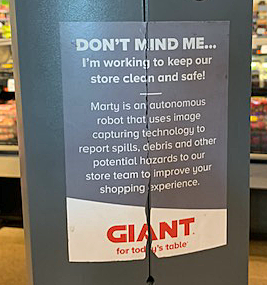 DON'T MIND ME...
I'm working to keep our
store clean and safe!
Marty is an autonomous
robot that uses image
capturing technology to
report spills, debris and other
potential hazards to our
store team to improve your
shopping experience.
GIANT
for today's table